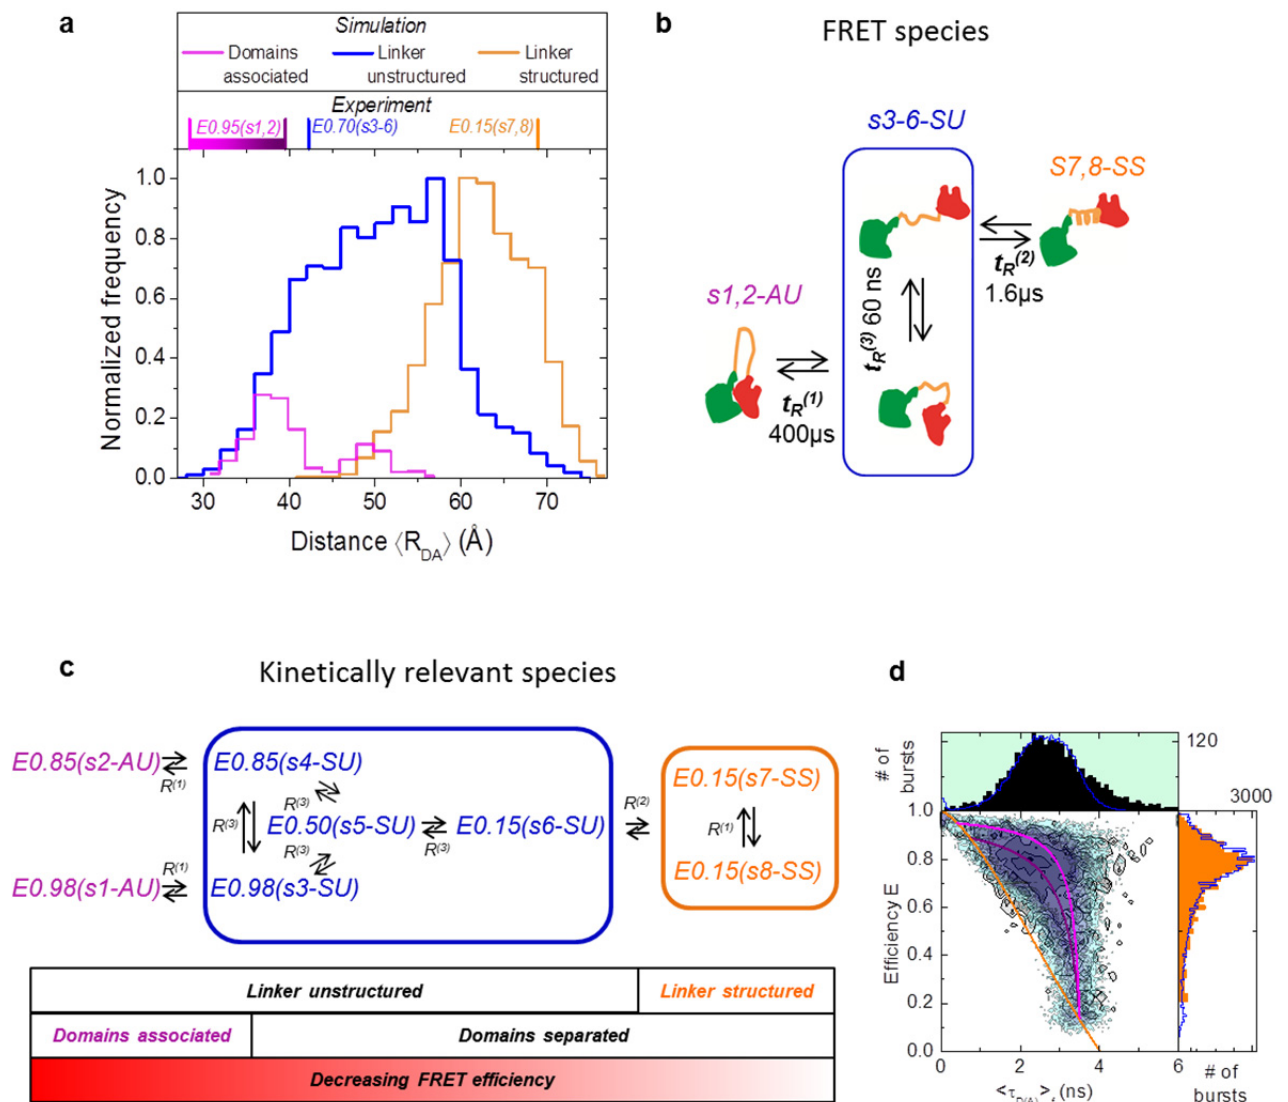 a
Simulation
Domains associated
Linker unstructured
Linker structured
Experiment
E0.95(s1,2)
E0.70(s3-6)
E0.15(s7,8)
1.0
0.8
0.6
0.4
0.2
0.0
Normalized frequency
30 40 50 60 70
Distance ⟨R_DA⟩ (Å)
b
FRET species
s3-6-SU
S7,8-SS
s1,2-AU
t_R^(2)
1.6µs
t_R^(3) 60 ns
t_R^(1)
400µs
c
Kinetically relevant species
E0.85(s2-AU)
R^(1)
E0.85(s4-SU)
R^(3)
R^(3)
E0.50(s5-SU)
R^(3)
E0.15(s6-SU)
R^(3)
R^(1)
E0.98(s1-AU)
E0.98(s3-SU)
R^(2)
E0.15(s7-SS)
R^(1)
E0.15(s8-SS)
Linker unstructured
Linker structured
Domains associated
Domains separated
Decreasing FRET efficiency
d
# of
bursts
120
3000
1.0
0.8
0.6
0.4
0.2
0.0
Efficiency E
0 2 4 6
<τ_D(A)>_f (ns)
# of
bursts